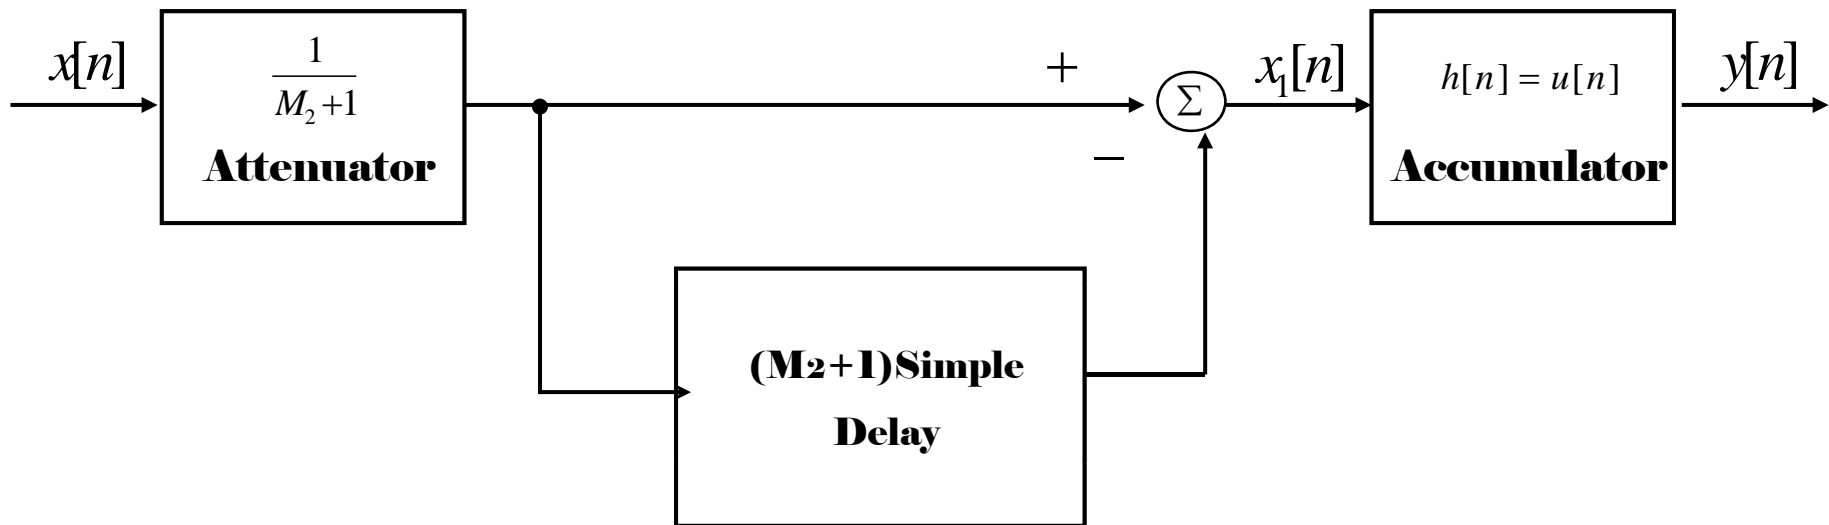 x[n]
1
M₂+1
Attenuator
+
−
Σ
x₁[n]
h[n] = u[n]
Accumulator
y[n]
(M2+1)Simple
Delay